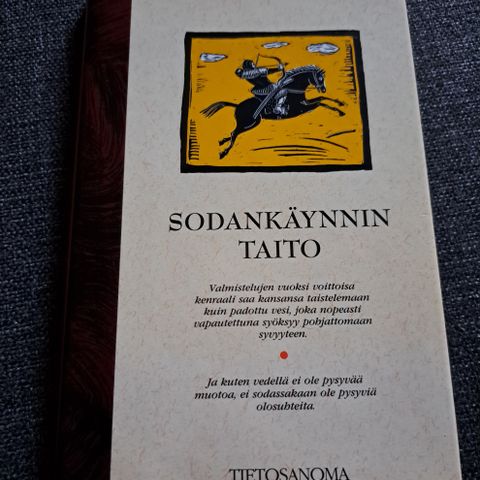 SODANKÄYNNIN
TAITO
Valmistelujen vuoksi voittoisa
kenraali saa kansansa taistelemaan
kuin padottu vesi, joka nopeasti
vapautettuna syöksyy pohjattomaan
syvyyteen.
Ja kuten vedellä ei ole pysyvää
muotoa, ei sodassakaan ole pysyviä
olosuhteita.
TIETOSANOMA